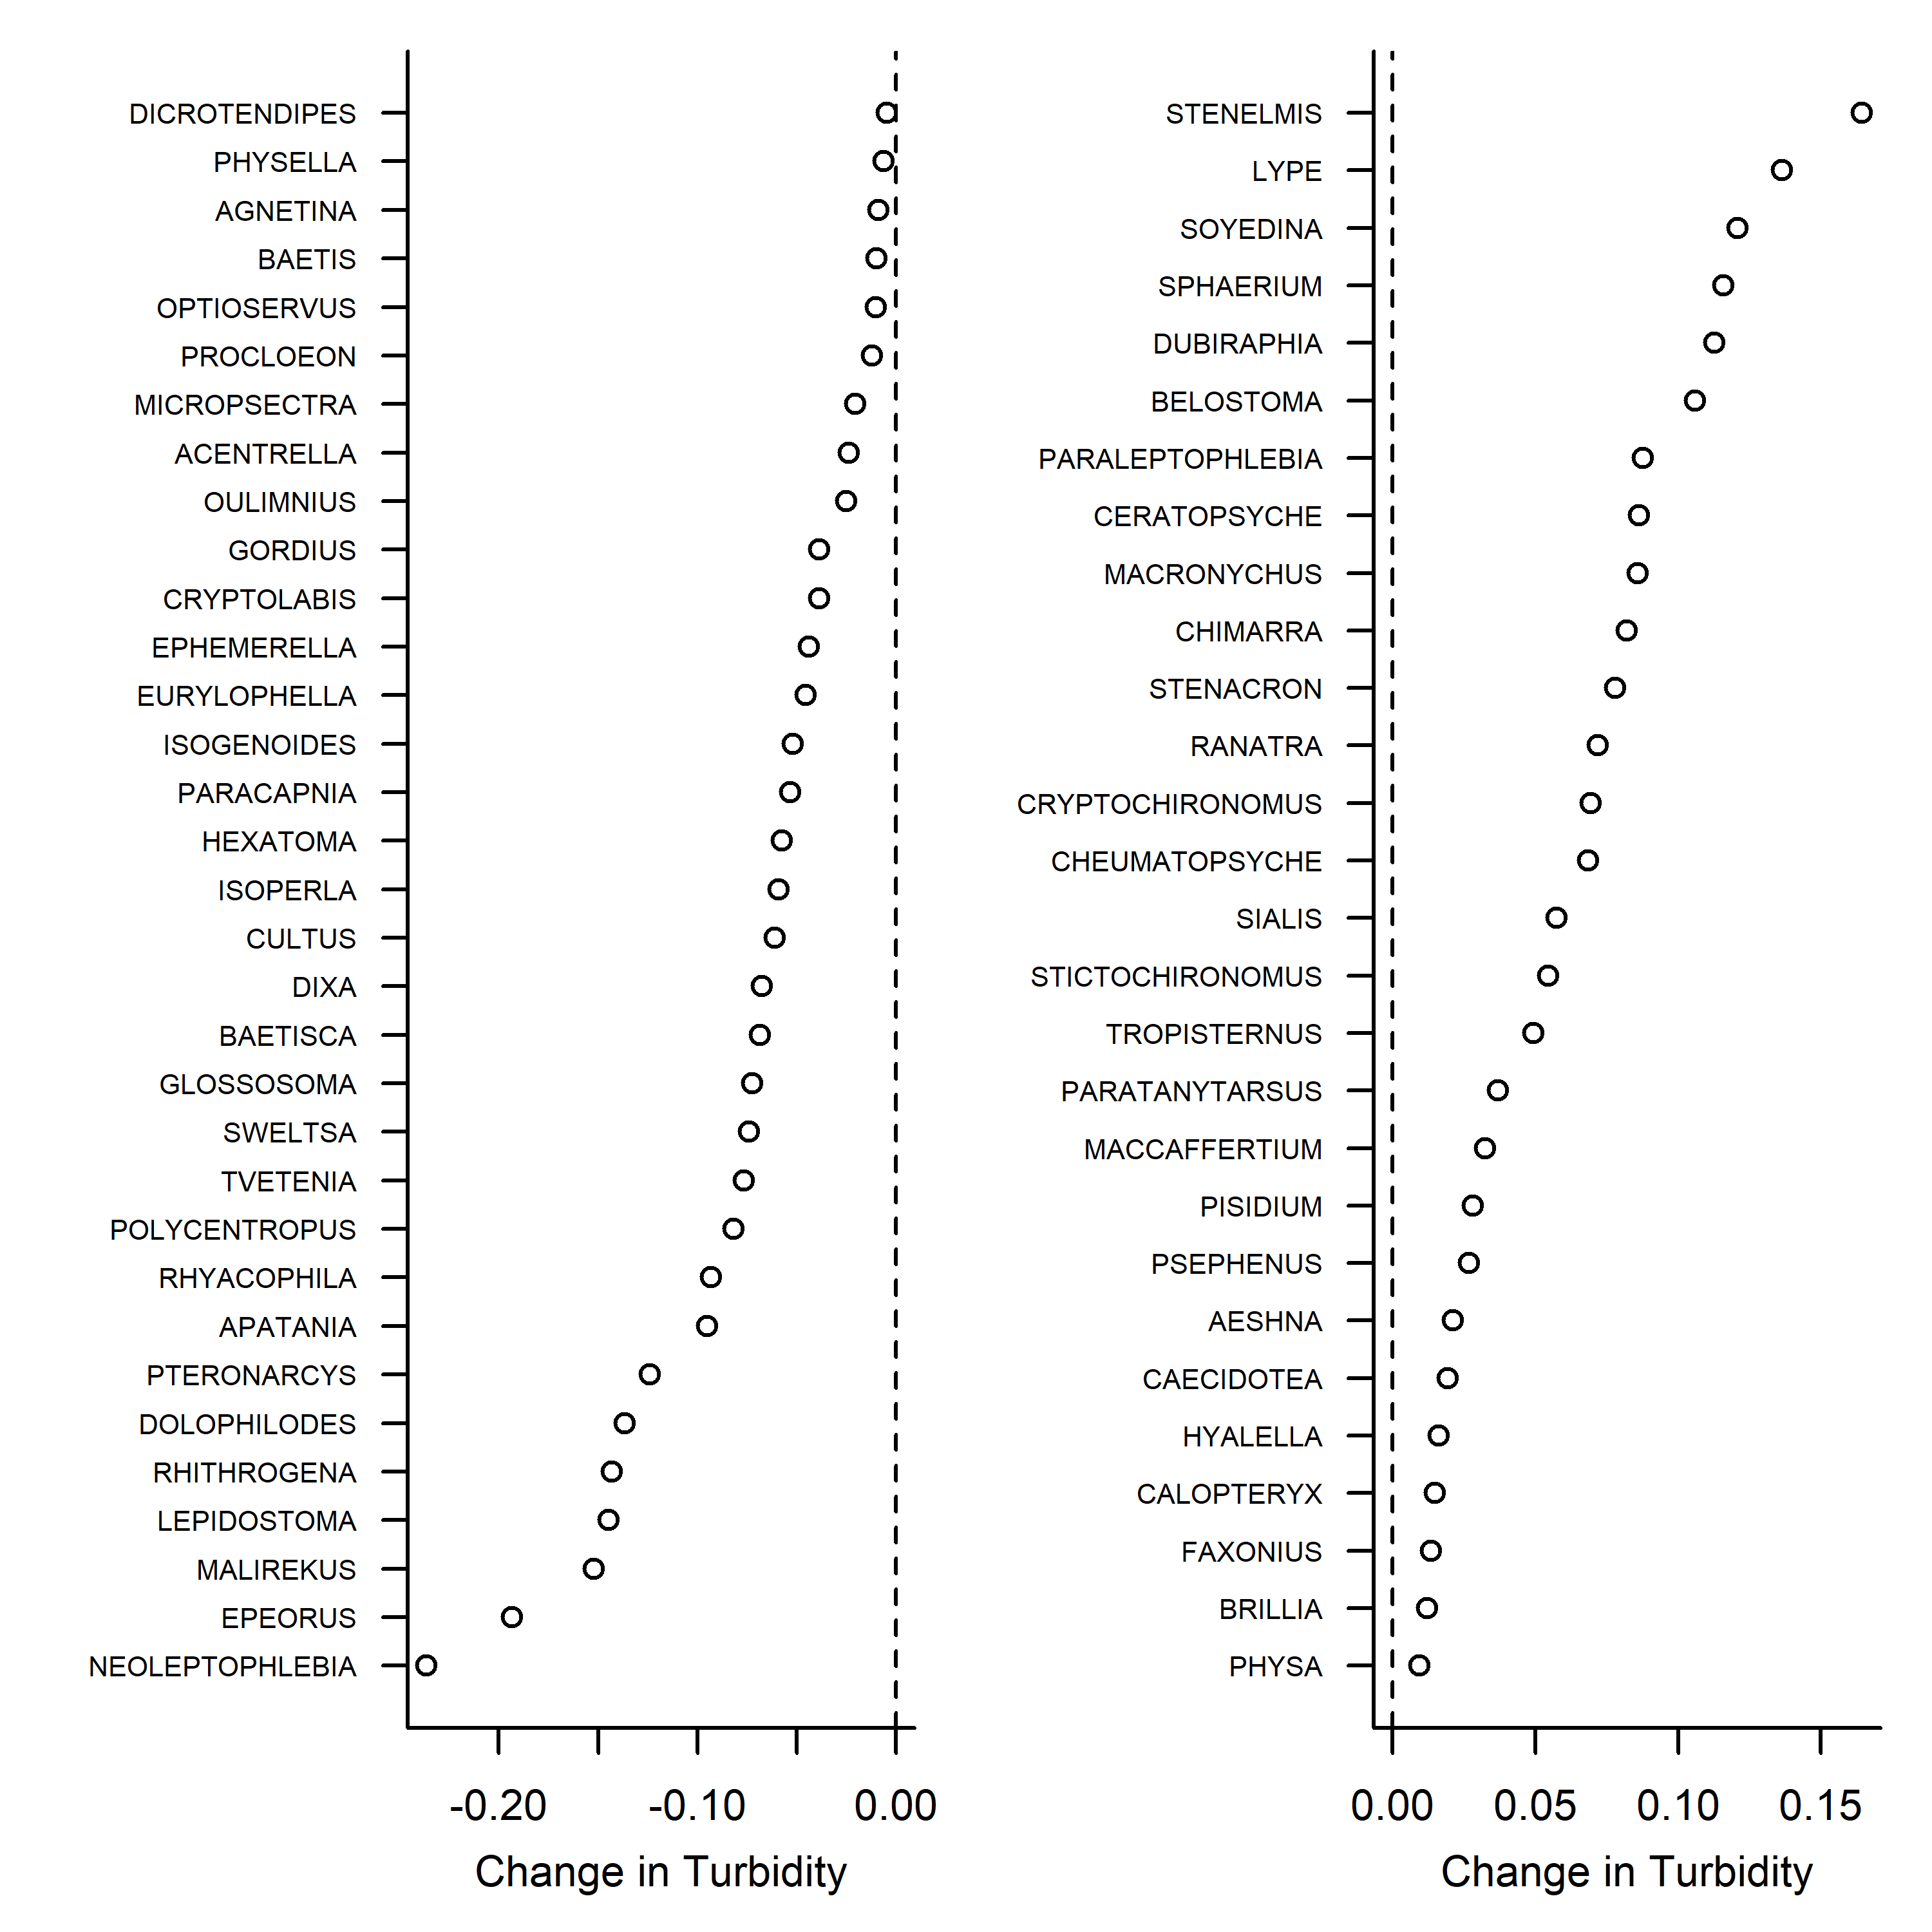 DICROTENDIPES
PHYSELLA
AGNETINA
BAETIS
OPTIOSERVUS
PROCLOEON
MICROPSECTRA
ACENTRELLA
OULIMNIUS
GORDIUS
CRYPTOLABIS
EPHEMERELLA
EURYLOPHELLA
ISOGENOIDES
PARACAPNIA
HEXATOMA
ISOPERLA
CULTUS
DIXA
BAETISCA
GLOSSOSOMA
SWELTSA
TVETENIA
POLYCENTROPUS
RHYACOPHILA
APATANIA
PTERONARCYS
DOLOPHILODES
RHITHROGENA
LEPIDOSTOMA
MALIREKUS
EPEORUS
NEOLEPTOPHLEBIA
-0.20 -0.10 0.00
Change in Turbidity
STENELMIS
LYPE
SOYEDINA
SPHAERIUM
DUBIRAPHIA
BELOSTOMA
PARALEPTOPHLEBIA
CERATOPSYCHE
MACRONYCHUS
CHIMARRA
STENACRON
RANATRA
CRYPTOCHIRONOMUS
CHEUMATOPSYCHE
SIALIS
STICTOCHIRONOMUS
TROPISTERNUS
PARATANYTARSUS
MACCAFFERTIUM
PISIDIUM
PSEPHENUS
AESHNA
CAECIDOTEA
HYALELLA
CALOPTERYX
FAXONIUS
BRILLIA
PHYSA
0.00 0.05 0.10 0.15
Change in Turbidity